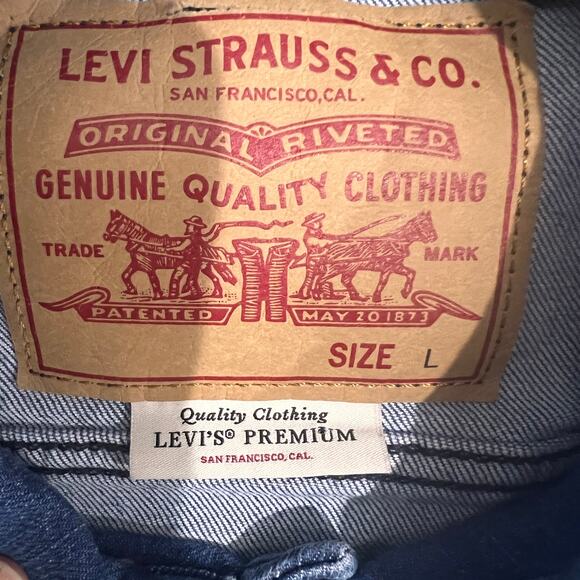 LEVI STRAUSS & CO.
SAN FRANCISCO, CAL.
ORIGINAL RIVETED
GENUINE QUALITY CLOTHING
TRADE MARK
PATENTED MAY 20 1873
SIZE L
Quality Clothing
LEVI'S® PREMIUM
SAN FRANCISCO, CAL.